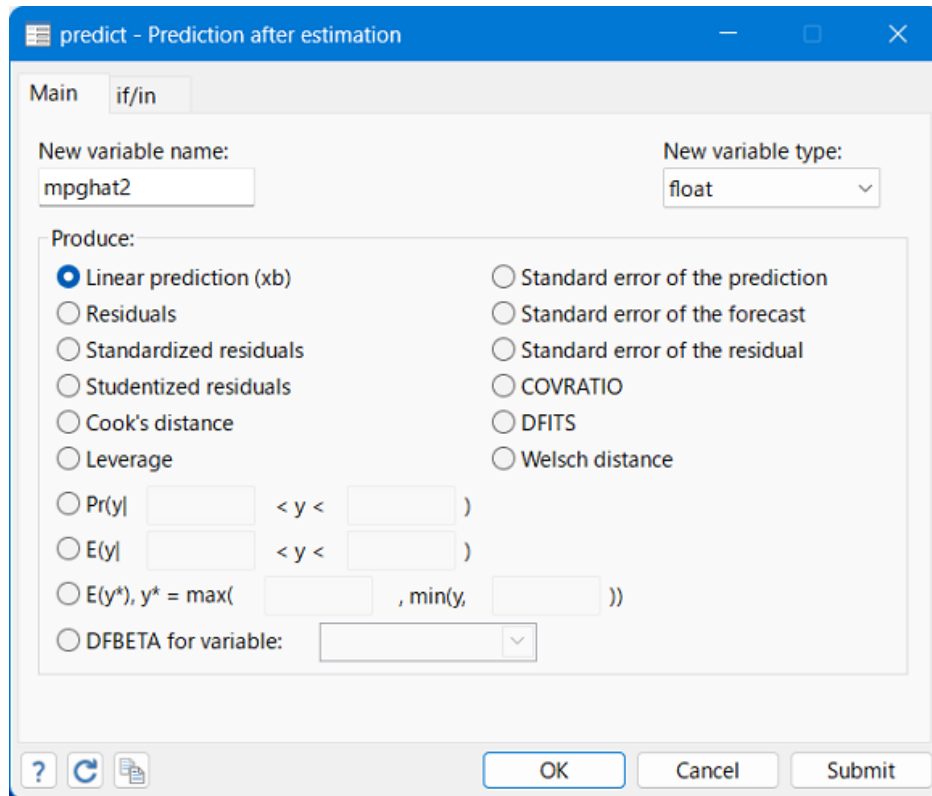 predict - Prediction after estimation
Main if/in
New variable name: New variable type:
mpghat2 float
Produce:
Linear prediction (xb) Standard error of the prediction
Residuals Standard error of the forecast
Standardized residuals Standard error of the residual
Studentized residuals COVRATIO
Cook's distance DFITS
Leverage Welsch distance
Pr(y| < y < )
E(y| < y < )
E(y*), y* = max( , min(y, ))
DFBETA for variable:
? OK Cancel Submit